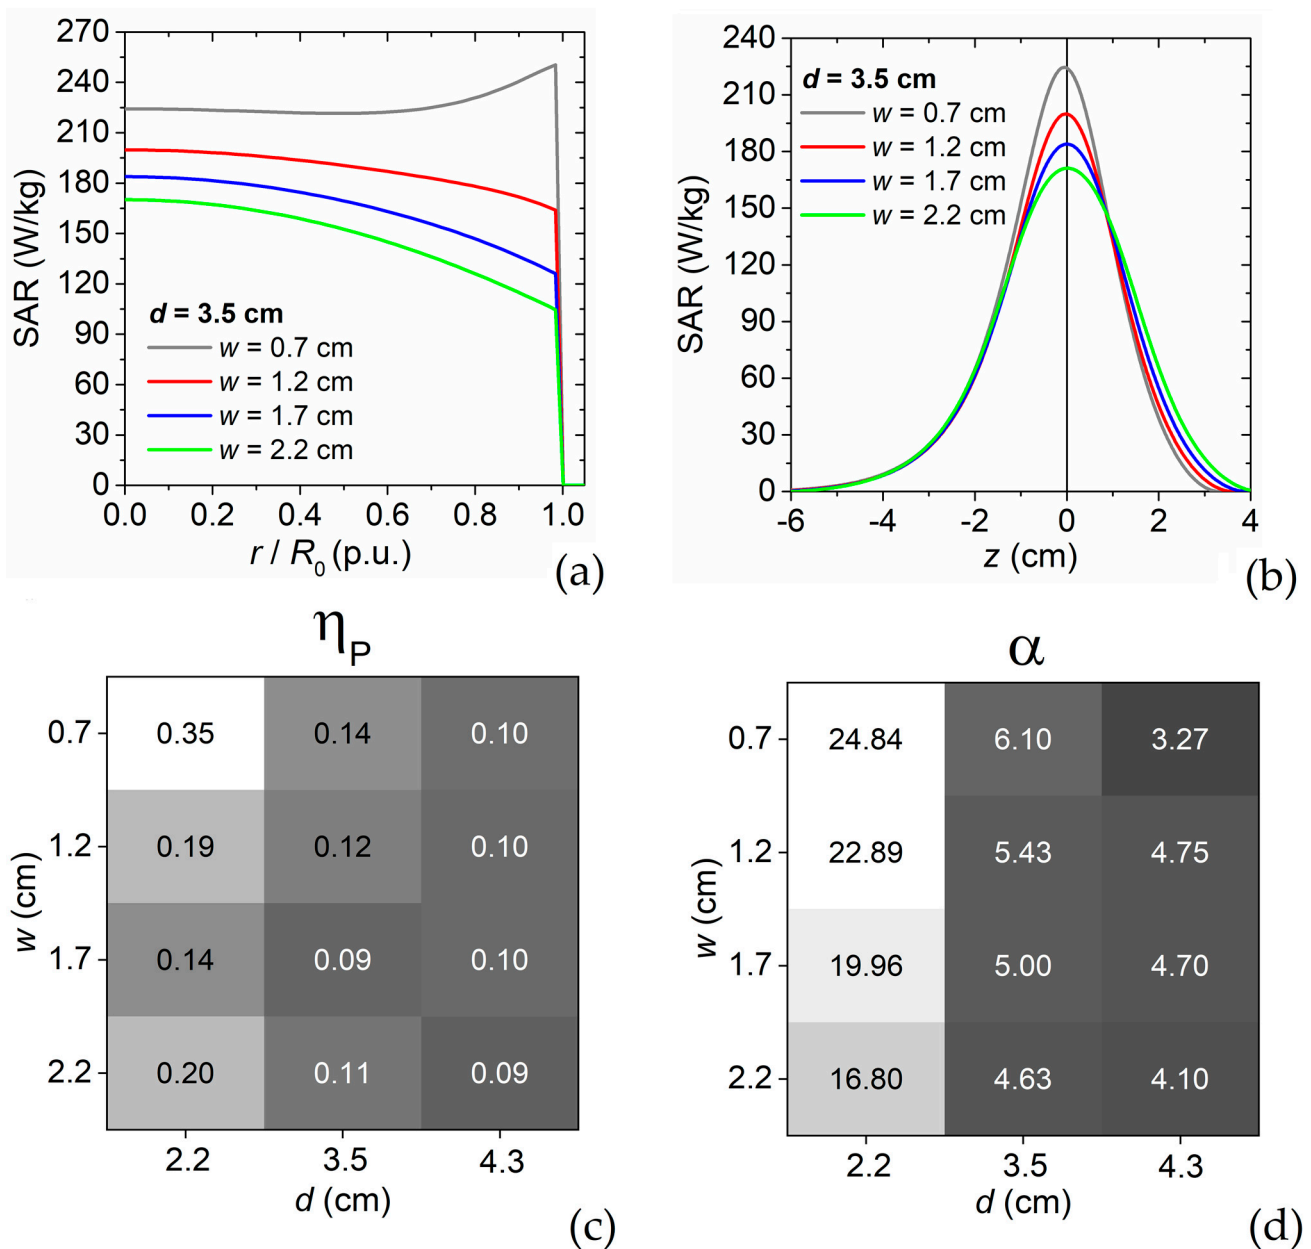 270
240
210
180
150
120
90
60
30
0
SAR (W/kg)
d = 3.5 cm
w = 0.7 cm
w = 1.2 cm
w = 1.7 cm
w = 2.2 cm
0.0 0.2 0.4 0.6 0.8 1.0
r / R0 (p.u.)
(a)
240
210
180
150
120
90
60
30
0
SAR (W/kg)
d = 3.5 cm
w = 0.7 cm
w = 1.2 cm
w = 1.7 cm
w = 2.2 cm
-6 -4 -2 0 2 4
z (cm)
(b)
ηP
w (cm)
0.7 0.35 0.14 0.10
1.2 0.19 0.12 0.10
1.7 0.14 0.09 0.10
2.2 0.20 0.11 0.09
2.2 3.5 4.3
d (cm)
(c)
α
w (cm)
0.7 24.84 6.10 3.27
1.2 22.89 5.43 4.75
1.7 19.96 5.00 4.70
2.2 16.80 4.63 4.10
2.2 3.5 4.3
d (cm)
(d)